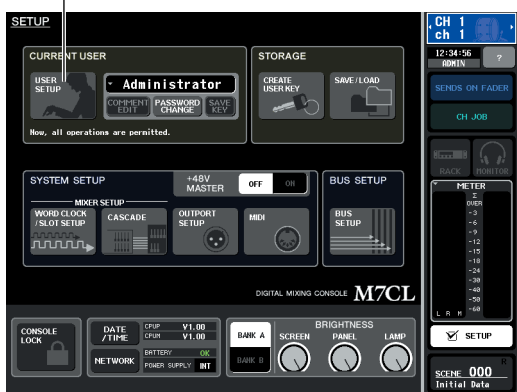 SETUP
CH 1
ch 1
12:34:56
ADMIN
?
CURRENT USER
USER
SETUP
Administrator
COMMENT
EDIT
PASSWORD
CHANGE
SAVE
KEY
Now, all operations are permitted.
STORAGE
CREATE
USER KEY
SAVE/LOAD
SENDS ON FADER
CH JOB
RACK
MONITOR
SYSTEM SETUP
+48V
MASTER
OFF
ON
MIXER SETUP
WORD CLOCK
/SLOT SETUP
CASCADE
OUTPORT
SETUP
MIDI
BUS SETUP
BUS
SETUP
METER
Σ
OVER
-3
-6
-9
-12
-15
-18
-24
-30
-40
-50
-60
L R M
DIGITAL MIXING CONSOLE M7CL
CONSOLE
LOCK
DATE
/TIME
CPUP V1.00
CPUM V1.00
NETWORK
BATTERY OK
POWER SUPPLY INT
BANK A
BANK B
BRIGHTNESS
SCREEN
PANEL
LAMP
SETUP
R
SCENE 000
Initial Data